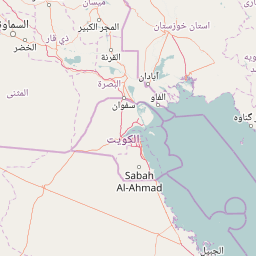 ميسان
استان خوزستان
السماوة
المجر الكبير
ذي قار
الخضر
القرنة
آبادان
البصرة
المثنى
الفاو
سفوان
گناوه
الكويت
Sabah
Al-Ahmad
الجبيل